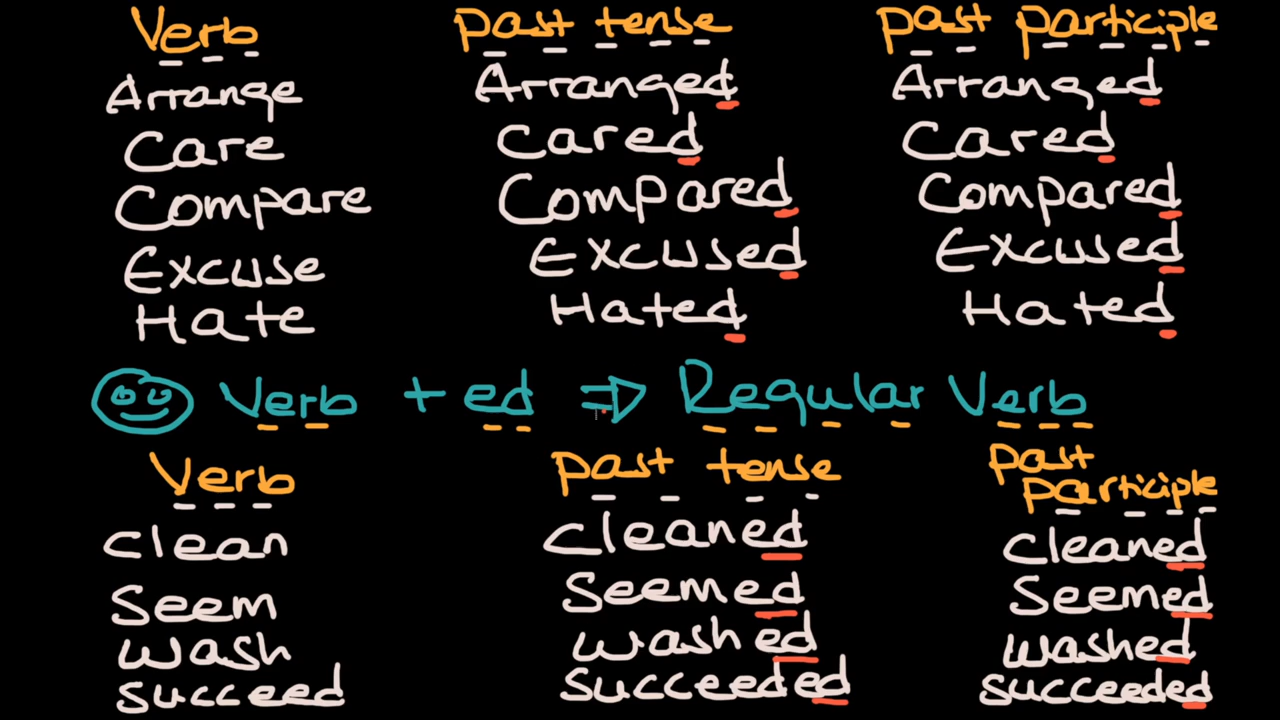 Verb past tense past participle
Arrange Arranged Arranged
Care Cared Cared
Compare Compared Compared
Excuse Excused Excused
Hate Hated Hated
Verb + ed ⇒ Regular Verb
Verb past tense past participle
clean cleaned cleaned
Seem Seemed Seemed
wash washed washed
succeed succeeded succeeded